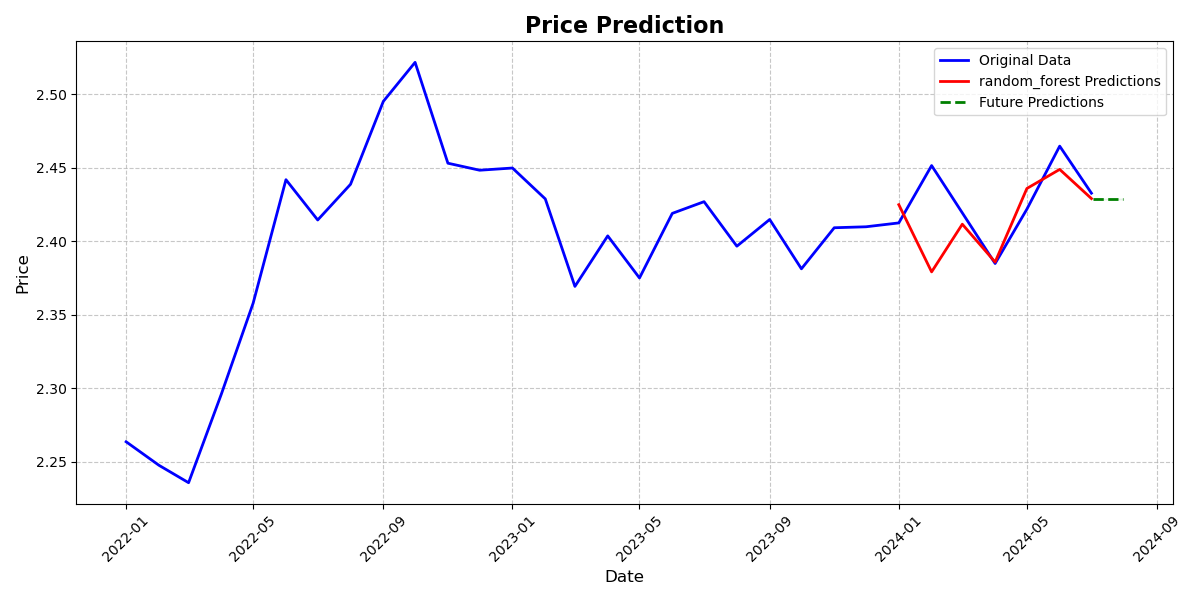 Price Prediction
Original Data
random_forest Predictions
Future Predictions
Price
2.50
2.45
2.40
2.35
2.30
2.25
2022-01
2022-05
2022-09
2023-01
2023-05
2023-09
2024-01
2024-05
2024-09
Date